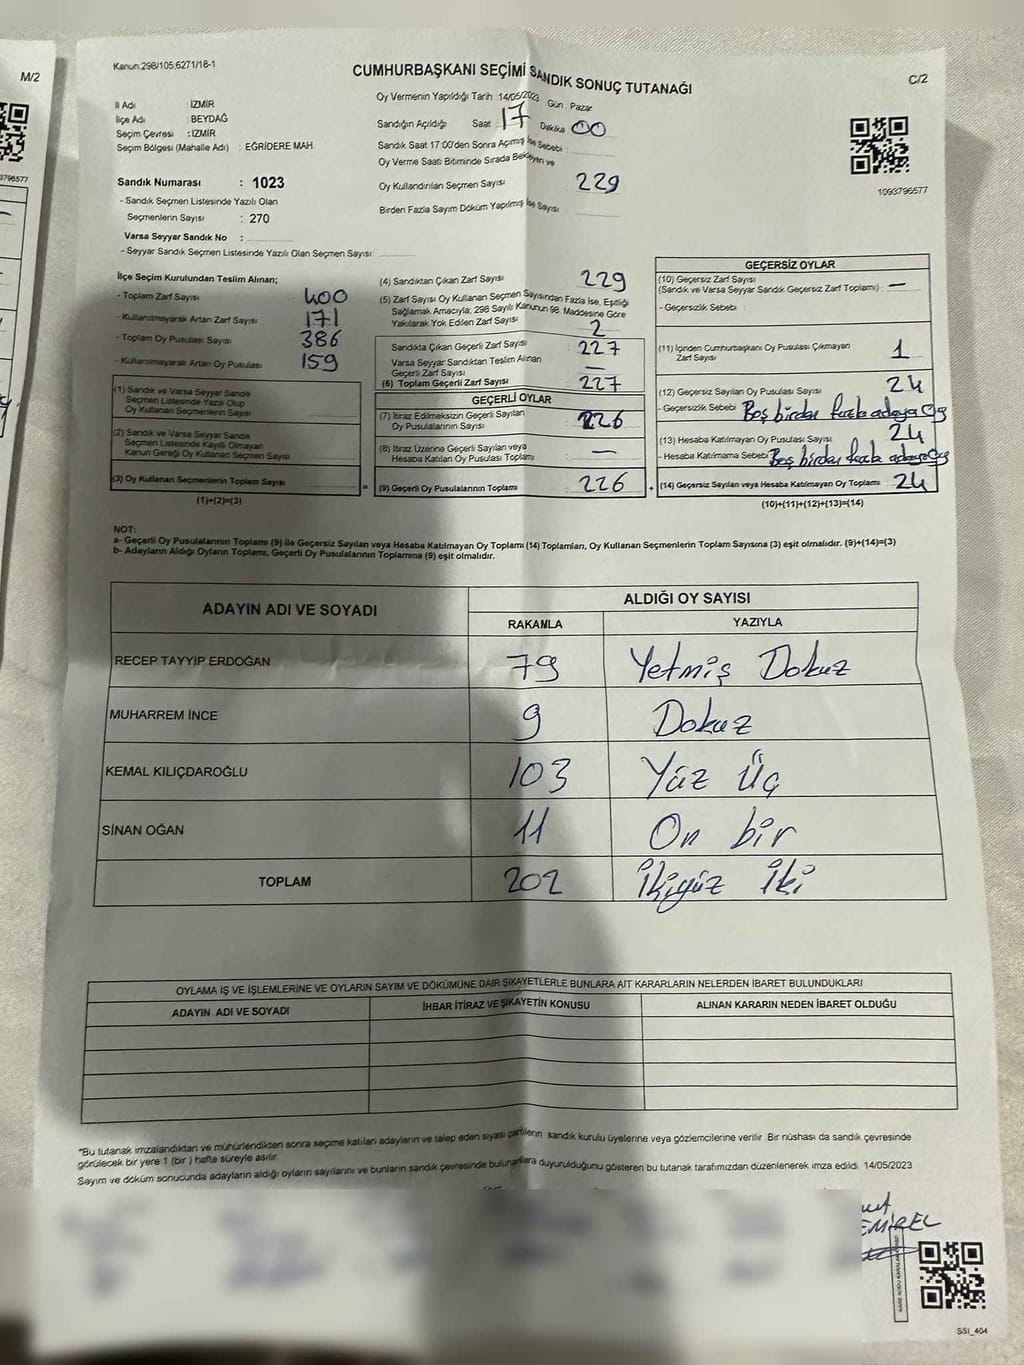 M/2
3796577
Kanun:298/105,6271/18-1
CUMHURBAŞKANI SEÇİMİ SANDIK SONUÇ TUTANAĞI
C/2
İl Adı : İZMİR
İlçe Adı : BEYDAĞ
Seçim Çevresi : İZMİR
Seçim Bölgesi (Mahalle Adı) : EĞRİDERE MAH.
Sandık Numarası : 1023
- Sandık Seçmen Listesinde Yazılı Olan
Seçmenlerin Sayısı : 270
Varsa Seyyar Sandık No :
- Seyyar Sandık Seçmen Listesinde Yazılı Olan Seçmen Sayısı :
Oy Vermenin Yapıldığı Tarih : 14/05/2023 Gün : Pazar
Sandığın Açıldığı Saat : 17 Dakika 00
Sandık Saat 17:00'den Sonra Açılmış İse Sebebi :
Oy Verme Saati Bitiminde Sırada Bekleyen ve
Oy Kullandırılan Seçmen Sayısı 229
Birden Fazla Sayım Döküm Yapılmış İse Sayısı
1093796577
İlçe Seçim Kurulundan Teslim Alınan;
- Toplam Zarf Sayısı 400
- Kullanılmayarak Artan Zarf Sayısı 171
- Toplam Oy Pusulası Sayısı 386
- Kullanılmayarak Artan Oy Pusulası 159
(1) Sandık ve Varsa Seyyar Sandık
Seçmen Listesinde Yazılı Olup
Oy Kullanan Seçmenlerin Sayısı
(2) Sandık ve Varsa Seyyar Sandık
Seçmen Listesinde Kayıtlı Olmayan
Kanun Gereği Oy Kullanan Seçmen Sayısı
(3) Oy Kullanan Seçmenlerin Toplam Sayısı
(1)+(2)=(3)
(4) Sandıktan Çıkan Zarf Sayısı 229
(5) Zarf Sayısı Oy Kullanan Seçmen Sayısından Fazla İse, Eşitliği
Sağlamak Amacıyla, 298 Sayılı Kanunun 98. Maddesine Göre
Yakılarak Yok Edilen Zarf Sayısı 2
Sandıkta Çıkan Geçerli Zarf Sayısı 227
Varsa Seyyar Sandıktan Teslim Alınan
Geçerli Zarf Sayısı —
(6) Toplam Geçerli Zarf Sayısı 227
GEÇERLİ OYLAR
(7) İtiraz Edilmeksizin Geçerli Sayılan
Oy Pusulalarının Sayısı 226
(8) İtiraz Üzerine Geçerli Sayılan veya
Hesaba Katılan Oy Pusulası Toplamı —
= (9) Geçerli Oy Pusulalarının Toplamı 226
GEÇERSİZ OYLAR
(10) Geçersiz Zarf Sayısı
(Sandık ve Varsa Seyyar Sandık Geçersiz Zarf Toplamı) : —
- Geçersizlik Sebebi
(11) İçinden Cumhurbaşkanı Oy Pusulası Çıkmayan
Zarf Sayısı 1
(12) Geçersiz Sayılan Oy Pusulası Sayısı 24
- Geçersizlik Sebebi Boş birden fazla adaya oy
(13) Hesaba Katılmayan Oy Pusulası Sayısı 24
- Hesaba Katılmama Sebebi Boş birden fazla adaya oy
(14) Geçersiz Sayılan veya Hesaba Katılmayan Oy Toplamı : 24
(10)+(11)+(12)+(13)=(14)
NOT:
a- Geçerli Oy Pusulalarının Toplamı (9) ile Geçersiz Sayılan veya Hesaba Katılmayan Oy Toplamı (14) Toplamları, Oy Kullanan Seçmenlerin Toplam Sayısına (3) eşit olmalıdır. (9)+(14)=(3)
b- Adayların Aldığı Oyların Toplamı, Geçerli Oy Pusulalarının Toplamına (9) eşit olmalıdır.
ADAYIN ADI VE SOYADI
ALDIĞI OY SAYISI
RAKAMLA YAZIYLA
RECEP TAYYİP ERDOĞAN 79 Yetmiş Dokuz
MUHARREM İNCE 9 Dokuz
KEMAL KILIÇDAROĞLU 103 Yüz Üç
SİNAN OĞAN 11 On bir
TOPLAM 202 İkiyüz İki
OYLAMA İŞ VE İŞLEMLERİNE VE OYLARIN SAYIM VE DÖKÜMÜNE DAİR ŞİKAYETLERLE BUNLARA AİT KARARLARIN NELERDEN İBARET BULUNDUKLARI
ADAYIN ADI VE SOYADI İHBAR İTİRAZ VE ŞİKAYETİN KONUSU ALINAN KARARIN NEDEN İBARET OLDUĞU
"Bu tutanak imzalandıktan ve mühürlendikten sonra seçime katılan adayların ve talep eden siyasi partilerin sandık kurulu üyelerine veya gözlemcilerine verilir. Bir nüshası da sandık çevresinde
görülecek bir yere 1 (bir) hafta süreyle asılır.
Sayım ve döküm sonucunda adayların aldığı oyların sayılarını ve bunların sandık çevresinde bulunanlara duyurulduğunu gösteren bu tutanak tarafımızdan düzenlenerek imza edildi. 14/05/2023
SSI_404